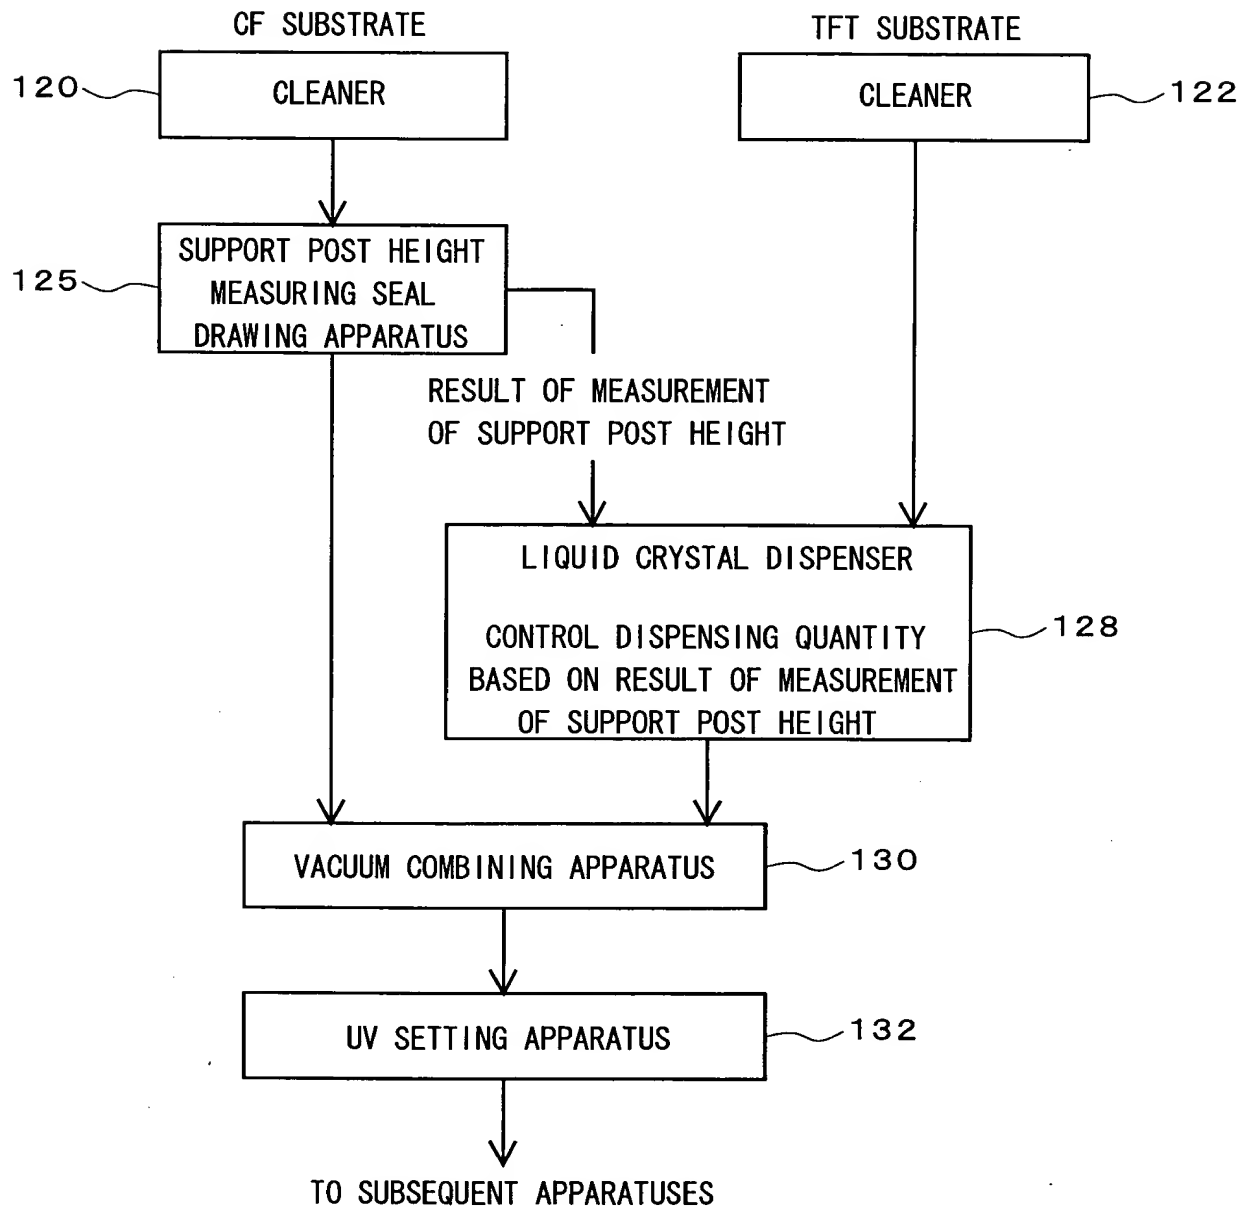 CF SUBSTRATE
TFT SUBSTRATE
120
CLEANER
CLEANER
122
125
SUPPORT POST HEIGHT
MEASURING SEAL
DRAWING APPARATUS
RESULT OF MEASUREMENT
OF SUPPORT POST HEIGHT
LIQUID CRYSTAL DISPENSER
CONTROL DISPENSING QUANTITY
BASED ON RESULT OF MEASUREMENT
OF SUPPORT POST HEIGHT
128
VACUUM COMBINING APPARATUS
130
UV SETTING APPARATUS
132
TO SUBSEQUENT APPARATUSES